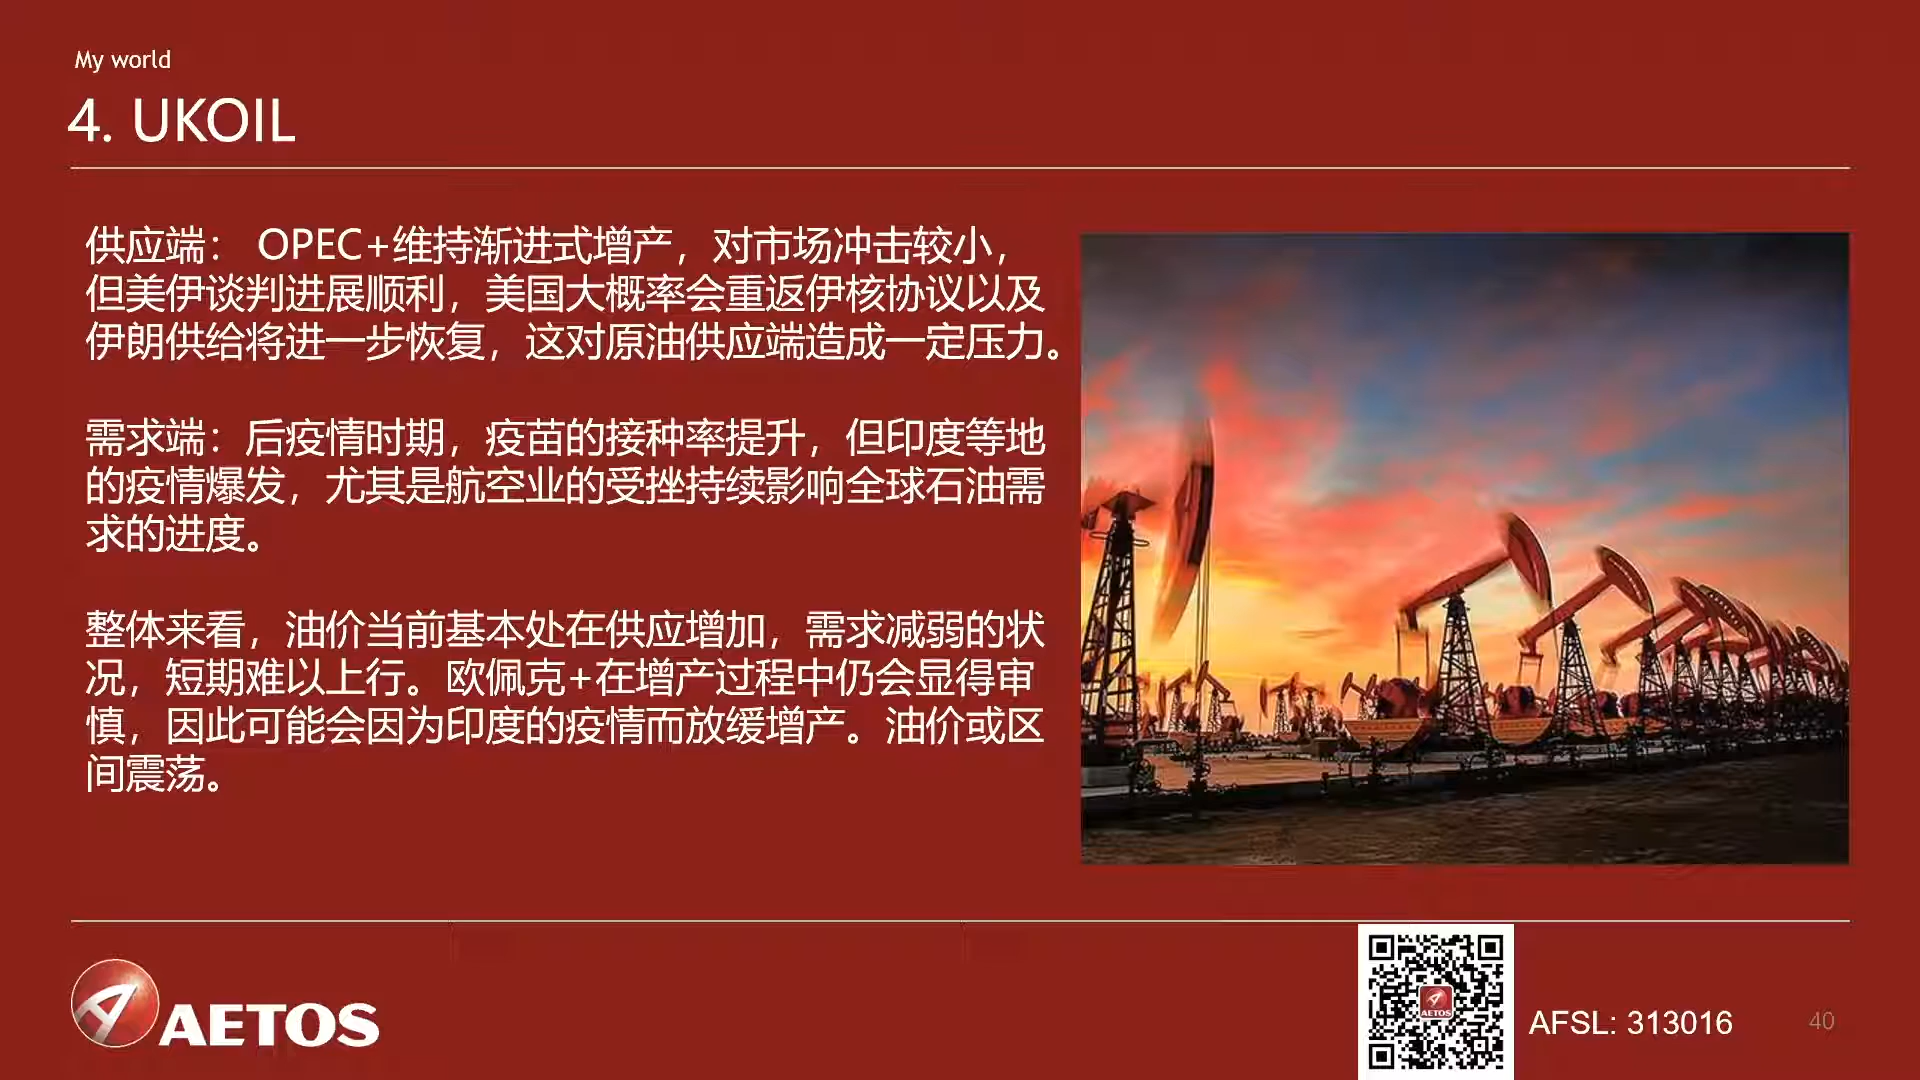 My world
4. UKOIL
供应端： OPEC+维持渐进式增产，对市场冲击较小，
但美伊谈判进展顺利，美国大概率会重返伊核协议以及
伊朗供给将进一步恢复，这对原油供应端造成一定压力。
需求端：后疫情时期，疫苗的接种率提升，但印度等地
的疫情爆发，尤其是航空业的受挫持续影响全球石油需
求的进度。
整体来看，油价当前基本处在供应增加，需求减弱的状
况，短期难以上行。欧佩克+在增产过程中仍会显得审
慎，因此可能会因为印度的疫情而放缓增产。油价或区
间震荡。
AETOS
AETOS
AFSL: 313016
40